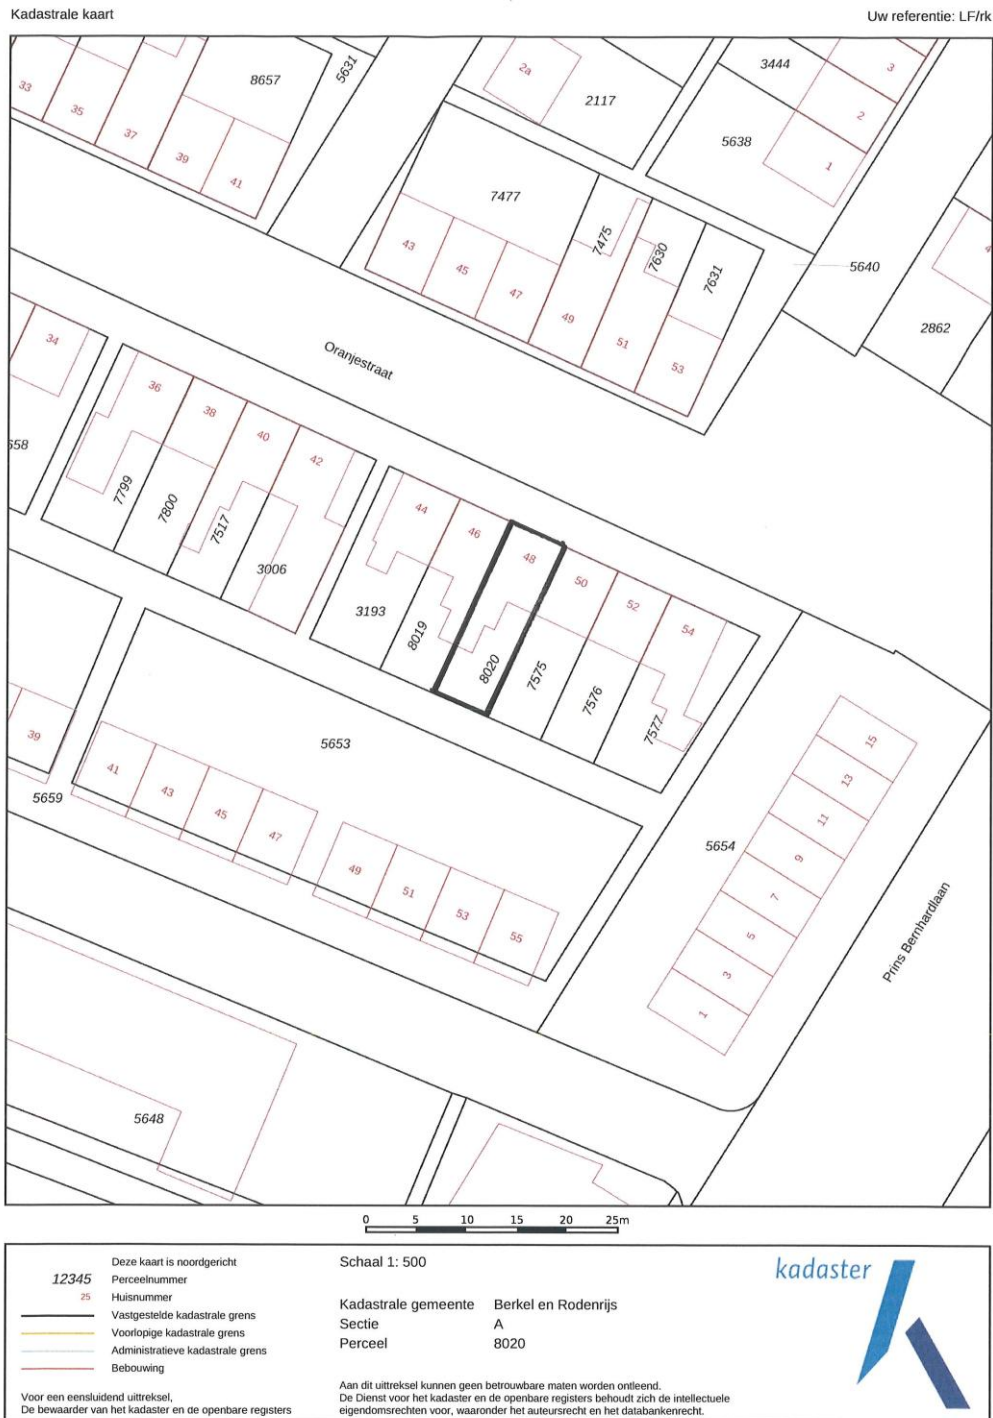 Kadastrale kaart
Uw referentie: LF/rk
33
35
37
39
41
8657
5631
2a
2117
3444
3
2
1
5638
7477
7475
7630
7631
43
45
47
49
51
53
5640
2862
34
Oranjestraat
36
38
40
42
658
7799
7800
7517
3006
44
46
48
50
52
54
3193
8019
8020
7575
7576
7577
39
5659
5653
41
43
45
47
49
51
53
55
5654
15
13
11
9
7
5
3
1
Prins Bernhardlaan
5648
0 5 10 15 20 25m
Deze kaart is noordgericht
12345 Perceelnummer
25 Huisnummer
Vastgestelde kadastrale grens
Voorlopige kadastrale grens
Administratieve kadastrale grens
Bebouwing
Voor een eensluidend uittreksel,
De bewaarder van het kadaster en de openbare registers
Schaal 1: 500
Kadastrale gemeente Berkel en Rodenrijs
Sectie A
Perceel 8020
Aan dit uittreksel kunnen geen betrouwbare maten worden ontleend.
De Dienst voor het kadaster en de openbare registers behoudt zich de intellectuele
eigendomsrechten voor, waaronder het auteursrecht en het databankenrecht.
kadaster